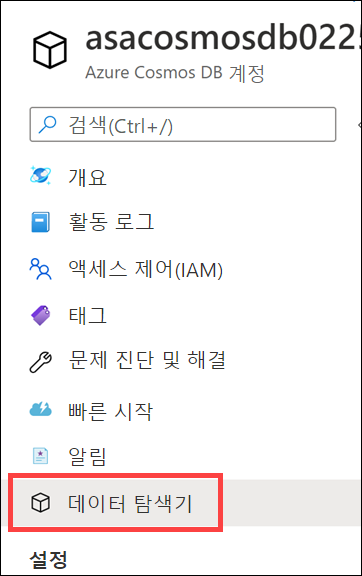 asacosmosdb0225
Azure Cosmos DB 계정
검색(Ctrl+/)
개요
활동 로그
액세스 제어(IAM)
태그
문제 진단 및 해결
빠른 시작
알림
데이터 탐색기
설정